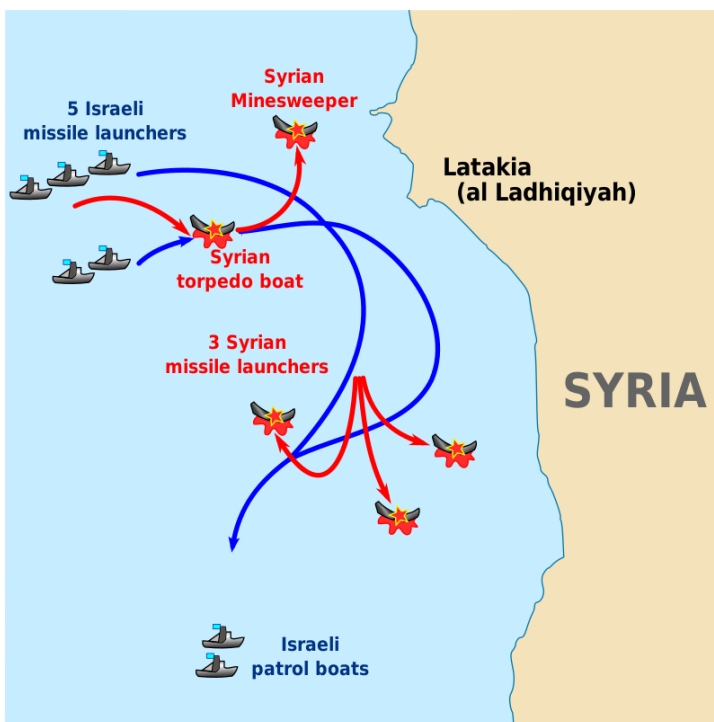 Syrian
Minesweeper
5 Israeli
missile launchers
Latakia
(al Ladhiqiyah)
Syrian
torpedo boat
3 Syrian
missile launchers
SYRIA
Israeli
patrol boats